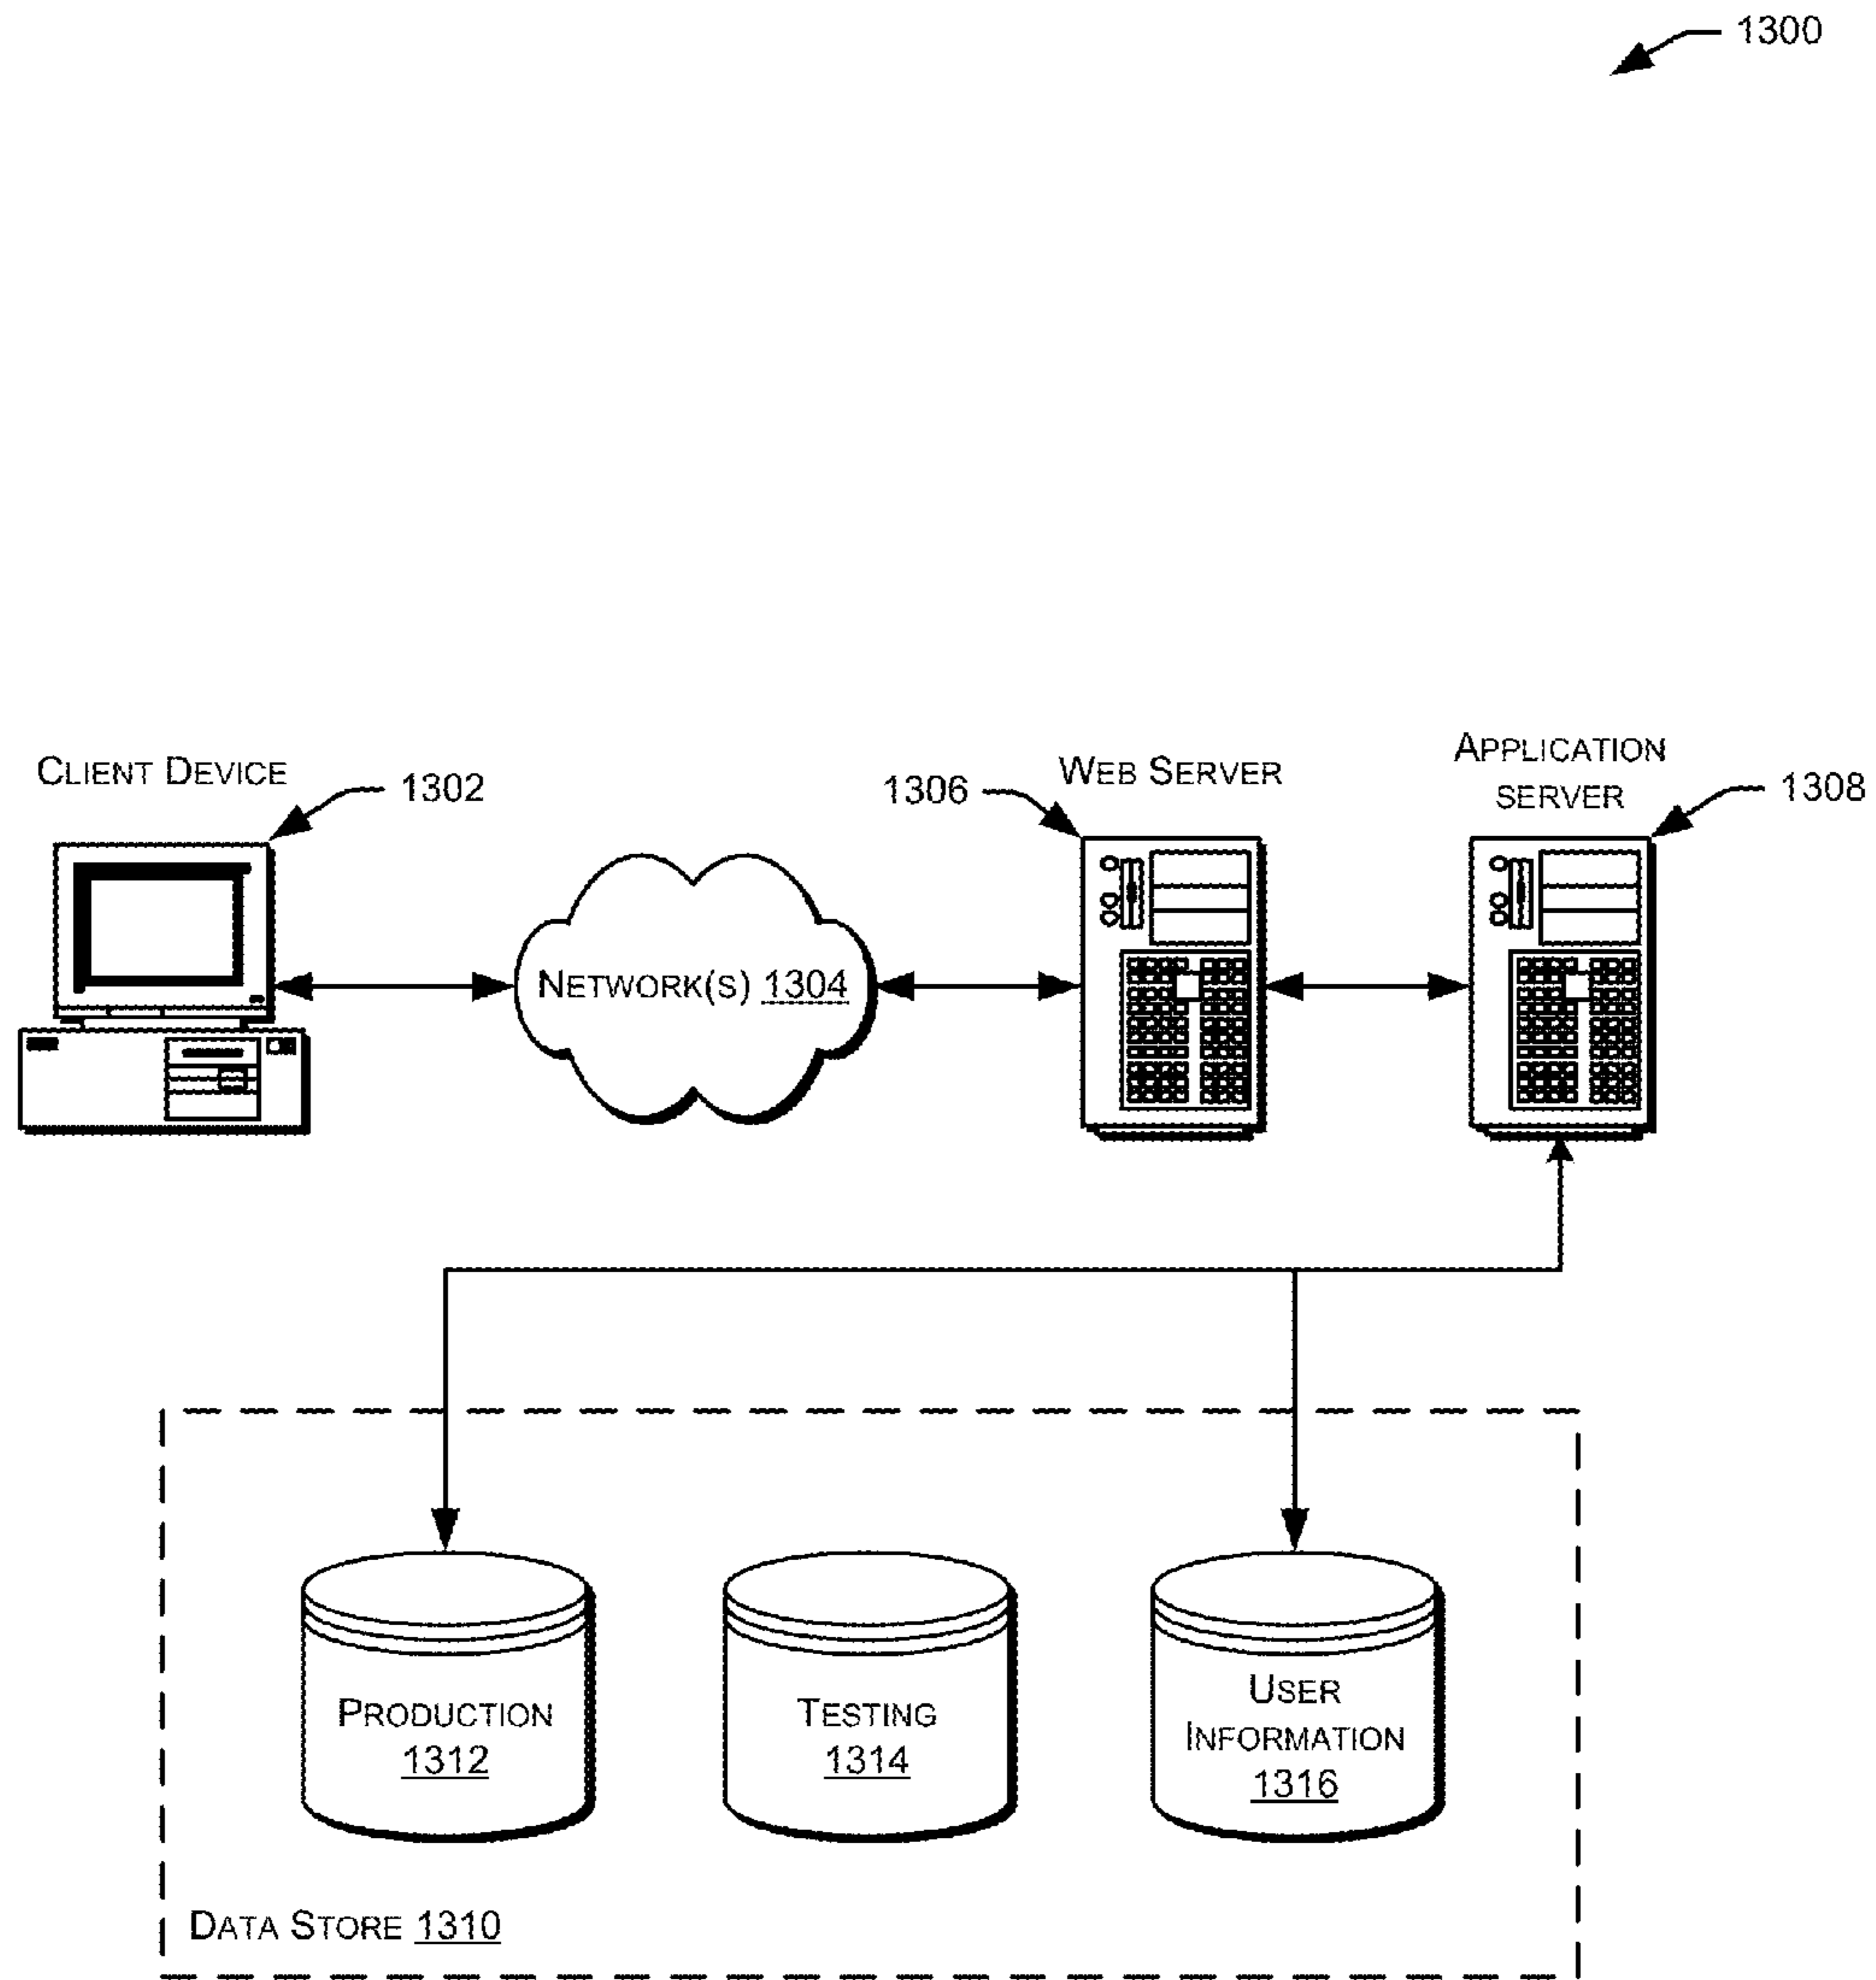 1300
CLIENT DEVICE
1302
1306
WEB SERVER
APPLICATION
SERVER
1308
NETWORK(S) 1304
PRODUCTION
1312
TESTING
1314
USER
INFORMATION
1316
DATA STORE 1310